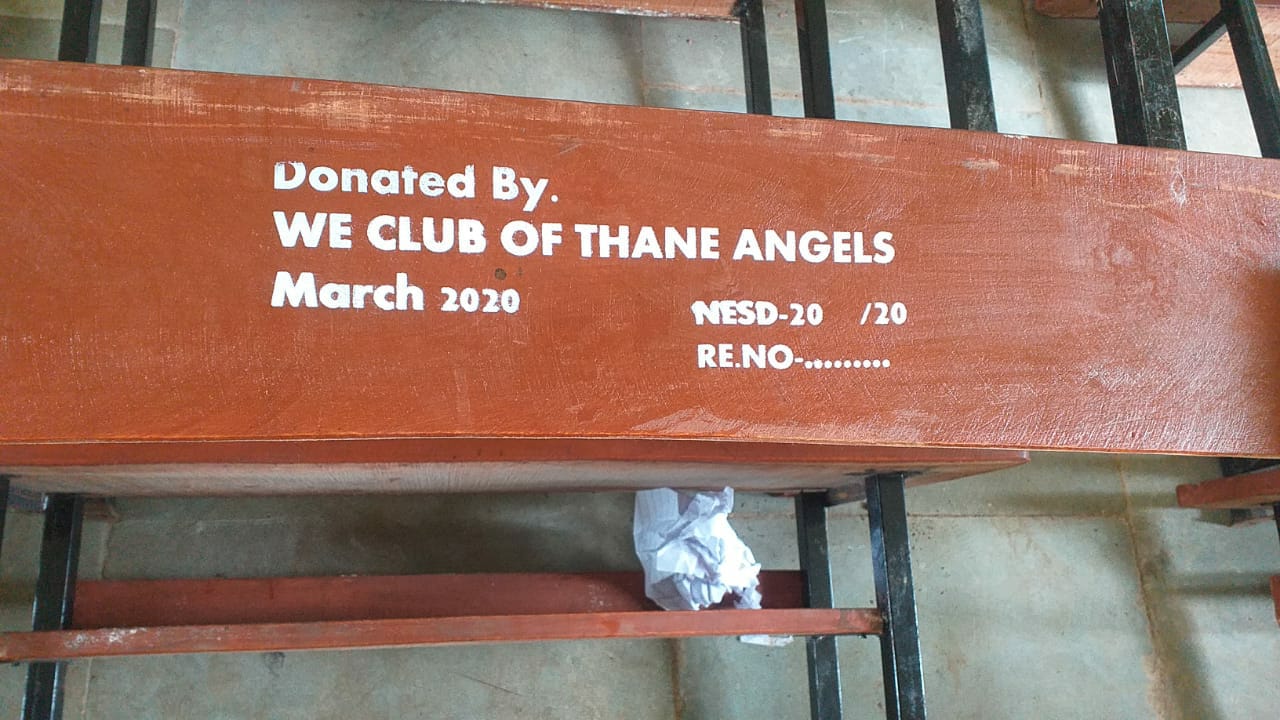 Donated By.
WE CLUB OF THANE ANGELS
March 2020
NESD-20 /20
RE.NO-.........